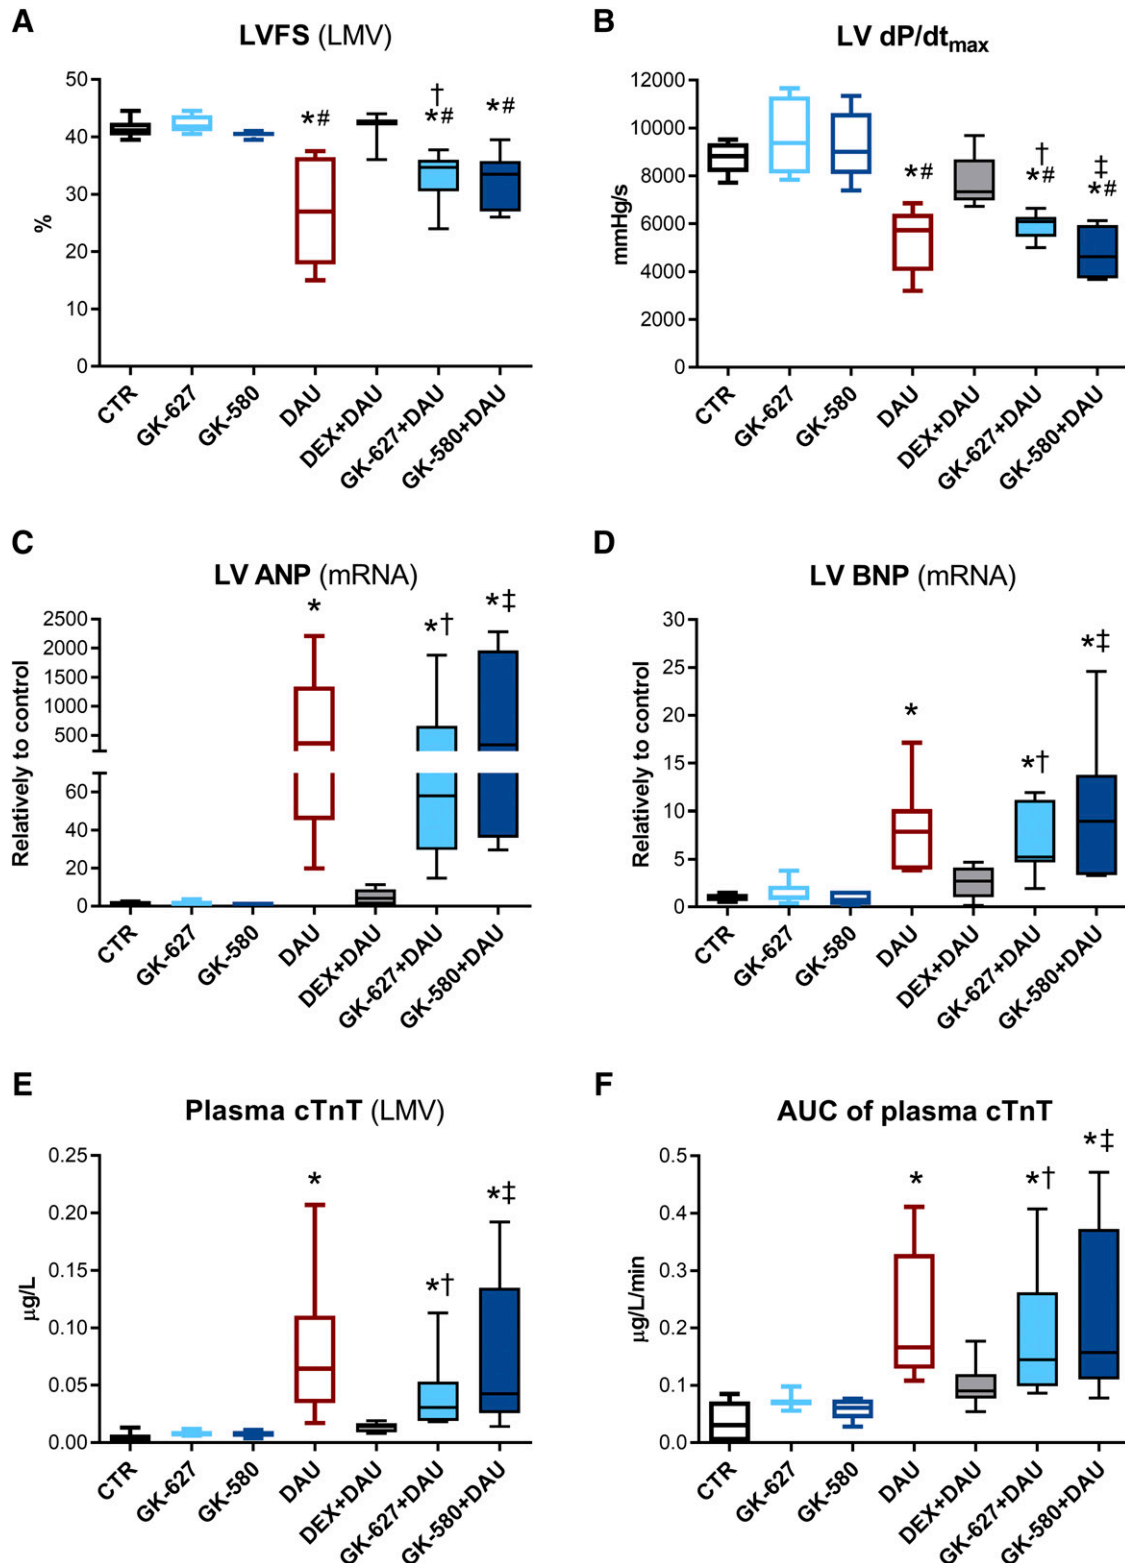 A
LVFS (LMV)
%
50
40
30
20
10
0
*#
†
*#
*#
CTR
GK-627
GK-580
DAU
DEX+DAU
GK-627+DAU
GK-580+DAU
B
LV dP/dtmax
mmHg/s
12000
10000
8000
6000
4000
2000
0
*#
†
*#
‡
*#
CTR
GK-627
GK-580
DAU
DEX+DAU
GK-627+DAU
GK-580+DAU
C
LV ANP (mRNA)
Relatively to control
2500
2000
1500
1000
500
60
40
20
0
*
*†
*‡
CTR
GK-627
GK-580
DAU
DEX+DAU
GK-627+DAU
GK-580+DAU
D
LV BNP (mRNA)
Relatively to control
30
25
20
15
10
5
0
*
*†
*‡
CTR
GK-627
GK-580
DAU
DEX+DAU
GK-627+DAU
GK-580+DAU
E
Plasma cTnT (LMV)
µg/L
0.25
0.20
0.15
0.10
0.05
0.00
*
*†
*‡
CTR
GK-627
GK-580
DAU
DEX+DAU
GK-627+DAU
GK-580+DAU
F
AUC of plasma cTnT
µg/L/min
0.5
0.4
0.3
0.2
0.1
0.0
*
*†
*‡
CTR
GK-627
GK-580
DAU
DEX+DAU
GK-627+DAU
GK-580+DAU